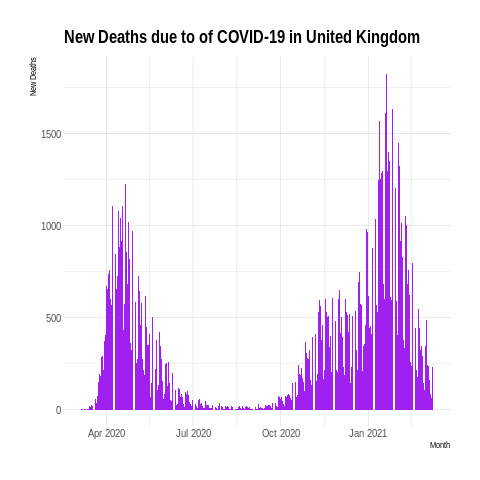 New Deaths due to of COVID-19 in United Kingdom
New Deaths
1500
1000
500
0
Apr 2020 Jul 2020 Oct 2020 Jan 2021
Month